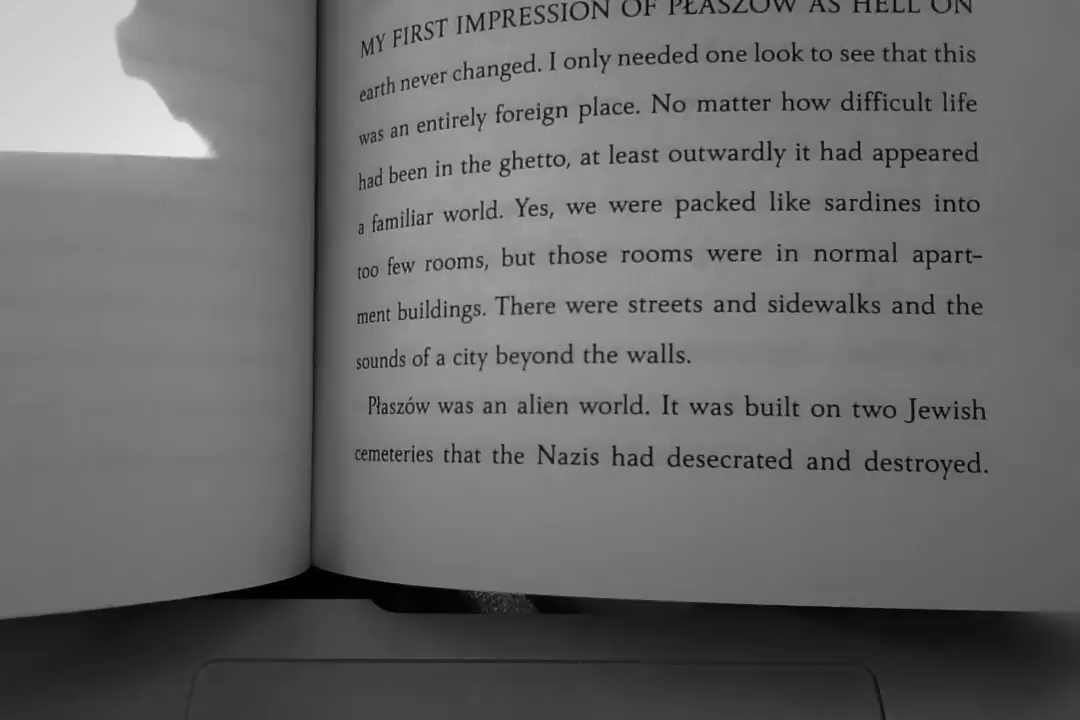 MY FIRST IMPRESSION OF PŁASZÓW AS HELL ON
earth never changed. I only needed one look to see that this
was an entirely foreign place. No matter how difficult life
had been in the ghetto, at least outwardly it had appeared
a familiar world. Yes, we were packed like sardines into
too few rooms, but those rooms were in normal apart-
ment buildings. There were streets and sidewalks and the
sounds of a city beyond the walls.
Płaszów was an alien world. It was built on two Jewish
cemeteries that the Nazis had desecrated and destroyed.